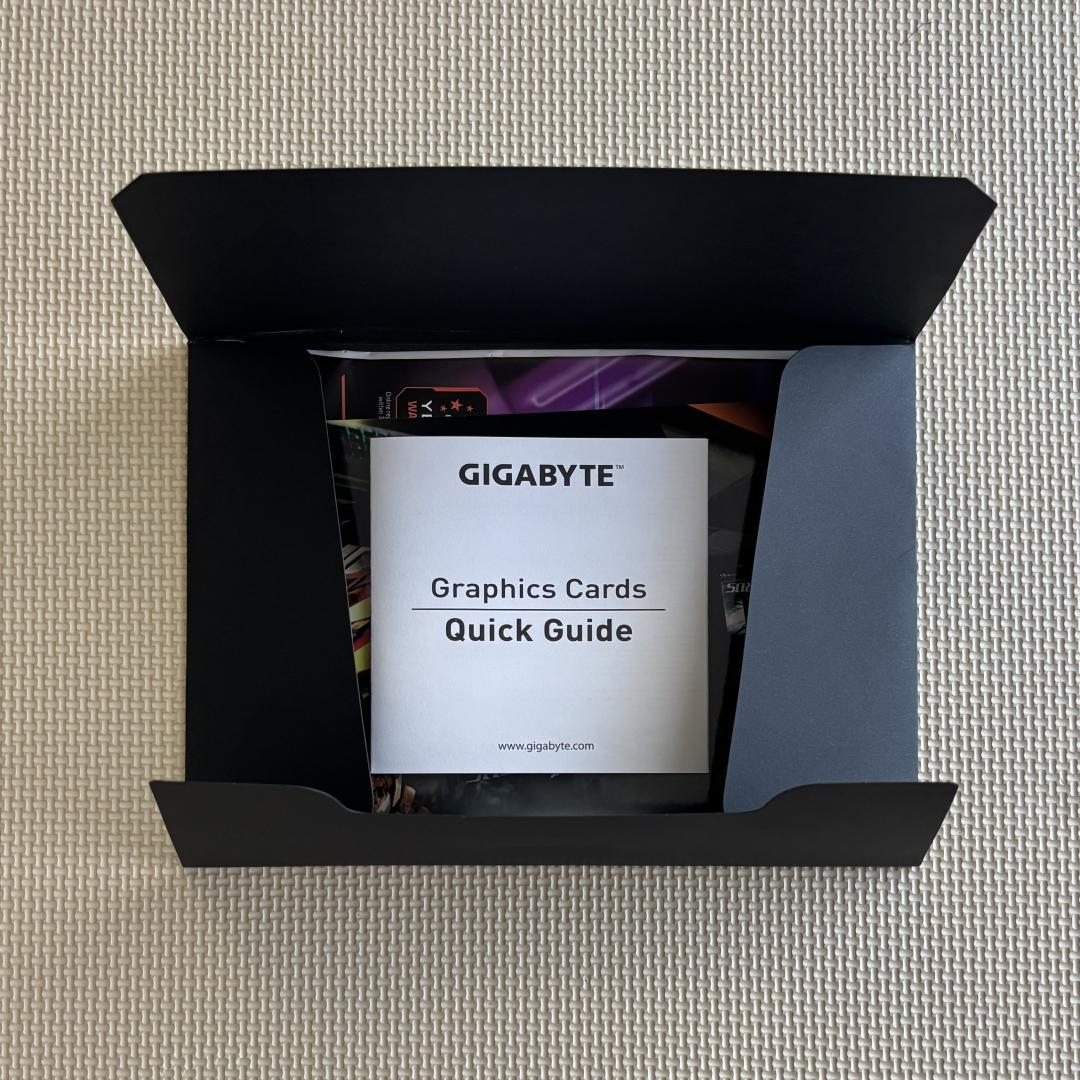 GIGABYTE™
Graphics Cards
Quick Guide
www.gigabyte.com